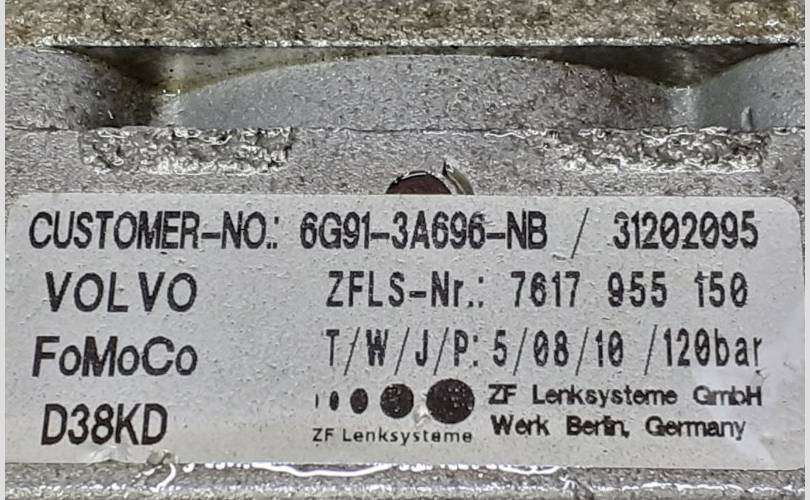 CUSTOMER-NO.: 6G91-3A696-NB / 31202095
VOLVO ZFLS-Nr.: 7617 955 150
FoMoCo T/W/J/P: 5/08/10 /120bar
D38KD ZF Lenksysteme ZF Lenksysteme GmbH
Werk Berlin, Germany